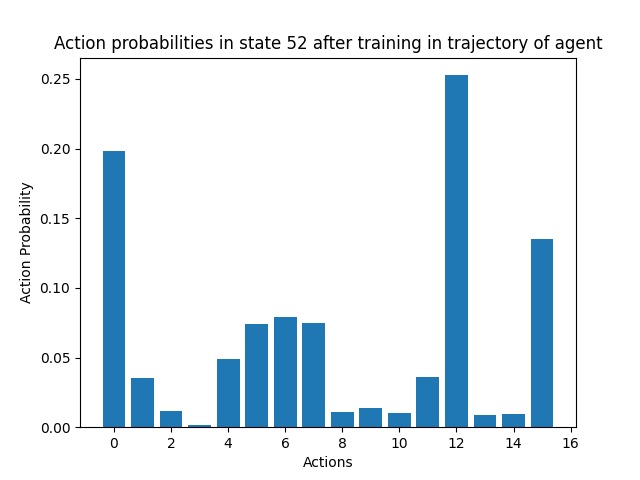 Action probabilities in state 52 after training in trajectory of agent
0.25
0.20
0.15
0.10
0.05
0.00
Action Probability
0 2 4 6 8 10 12 14 16
Actions